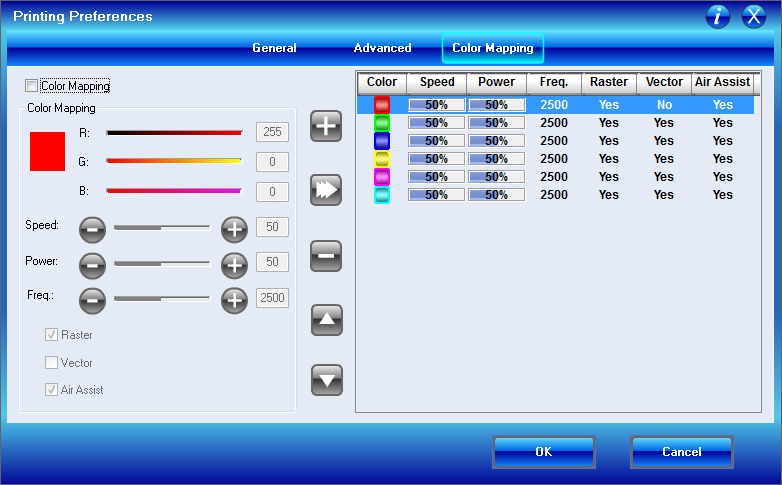 Printing Preferences
General Advanced Color Mapping
Color Mapping
Color Mapping
R: 255
G: 0
B: 0
Speed: 50
Power: 50
Freq.: 2500
Raster
Vector
Air Assist
Color Speed Power Freq. Raster Vector Air Assist
50% 50% 2500 Yes No Yes
50% 50% 2500 Yes Yes Yes
50% 50% 2500 Yes Yes Yes
50% 50% 2500 Yes Yes Yes
50% 50% 2500 Yes Yes Yes
50% 50% 2500 Yes Yes Yes
OK Cancel